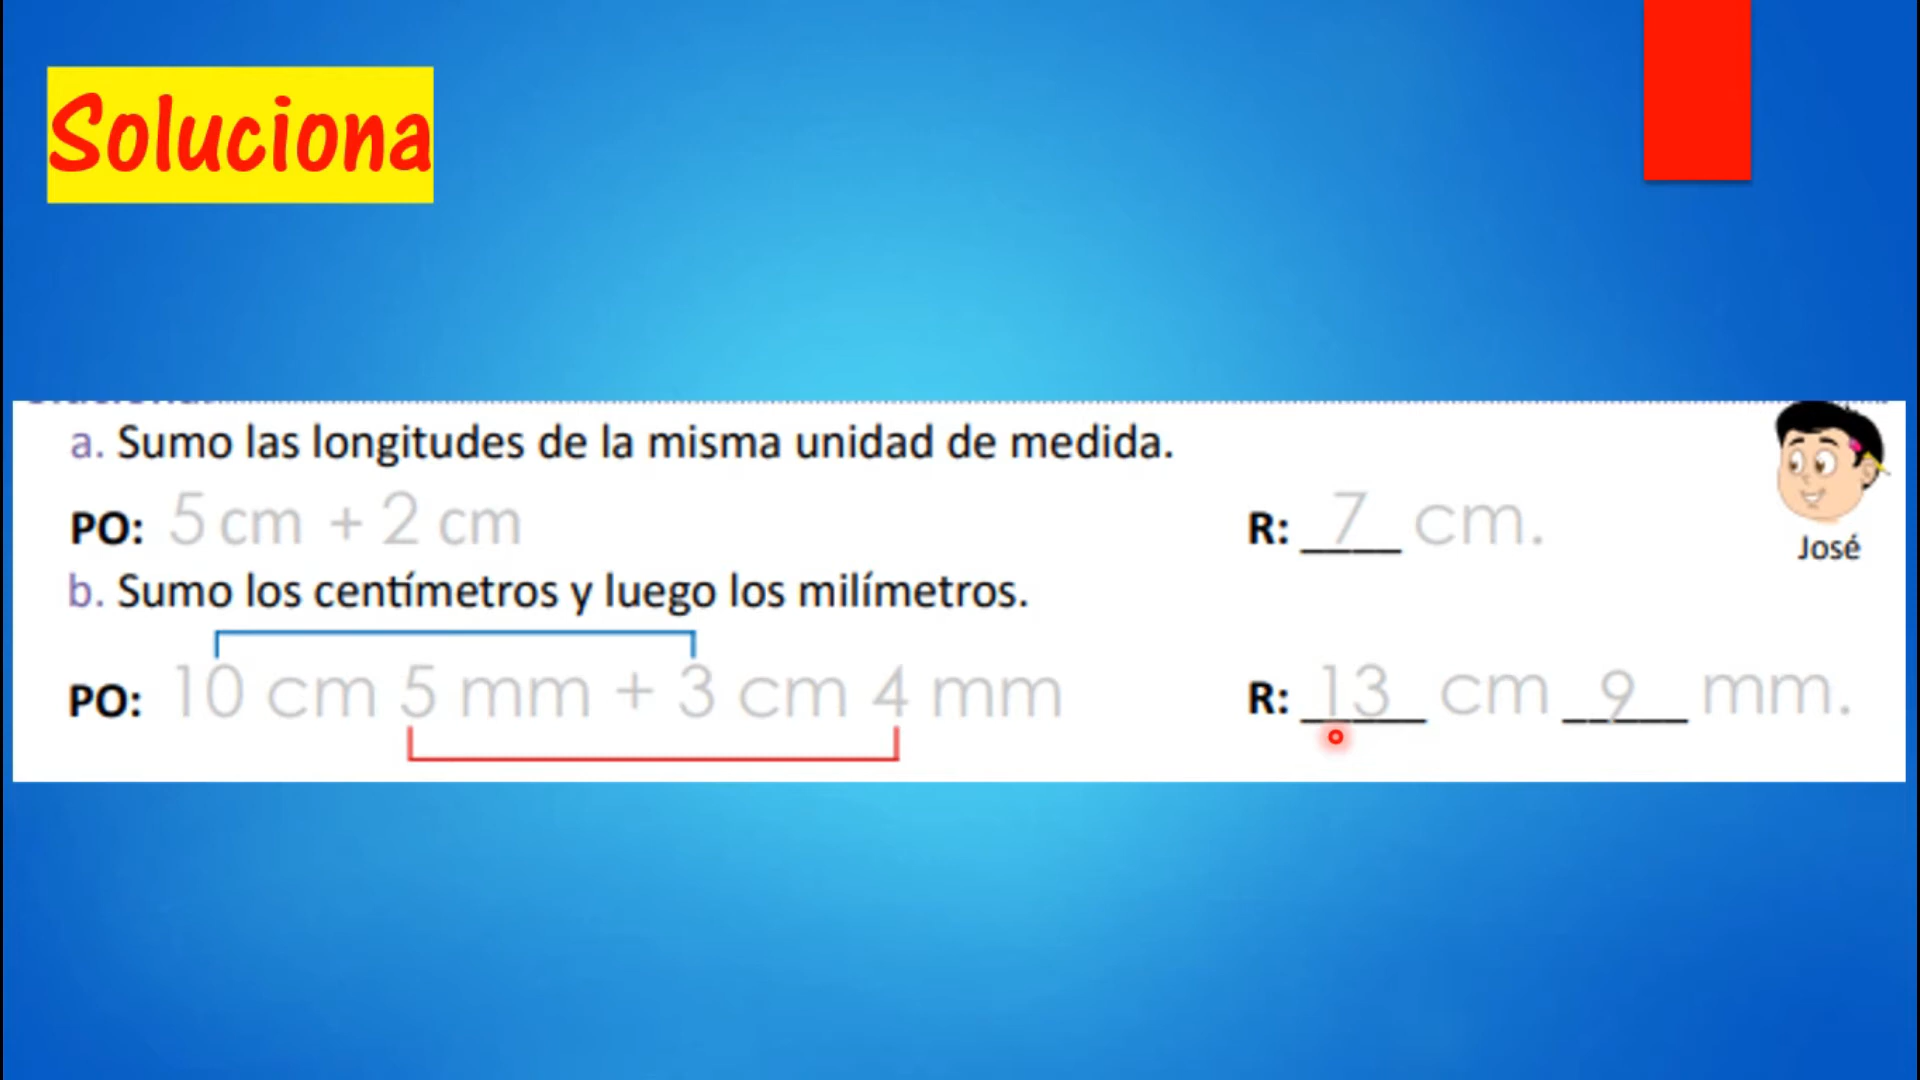 Soluciona
a. Sumo las longitudes de la misma unidad de medida.
PO: 5 cm + 2 cm R: 7 cm.
José
b. Sumo los centímetros y luego los milímetros.
PO: 10 cm 5 mm + 3 cm 4 mm R: 13 cm 9 mm.